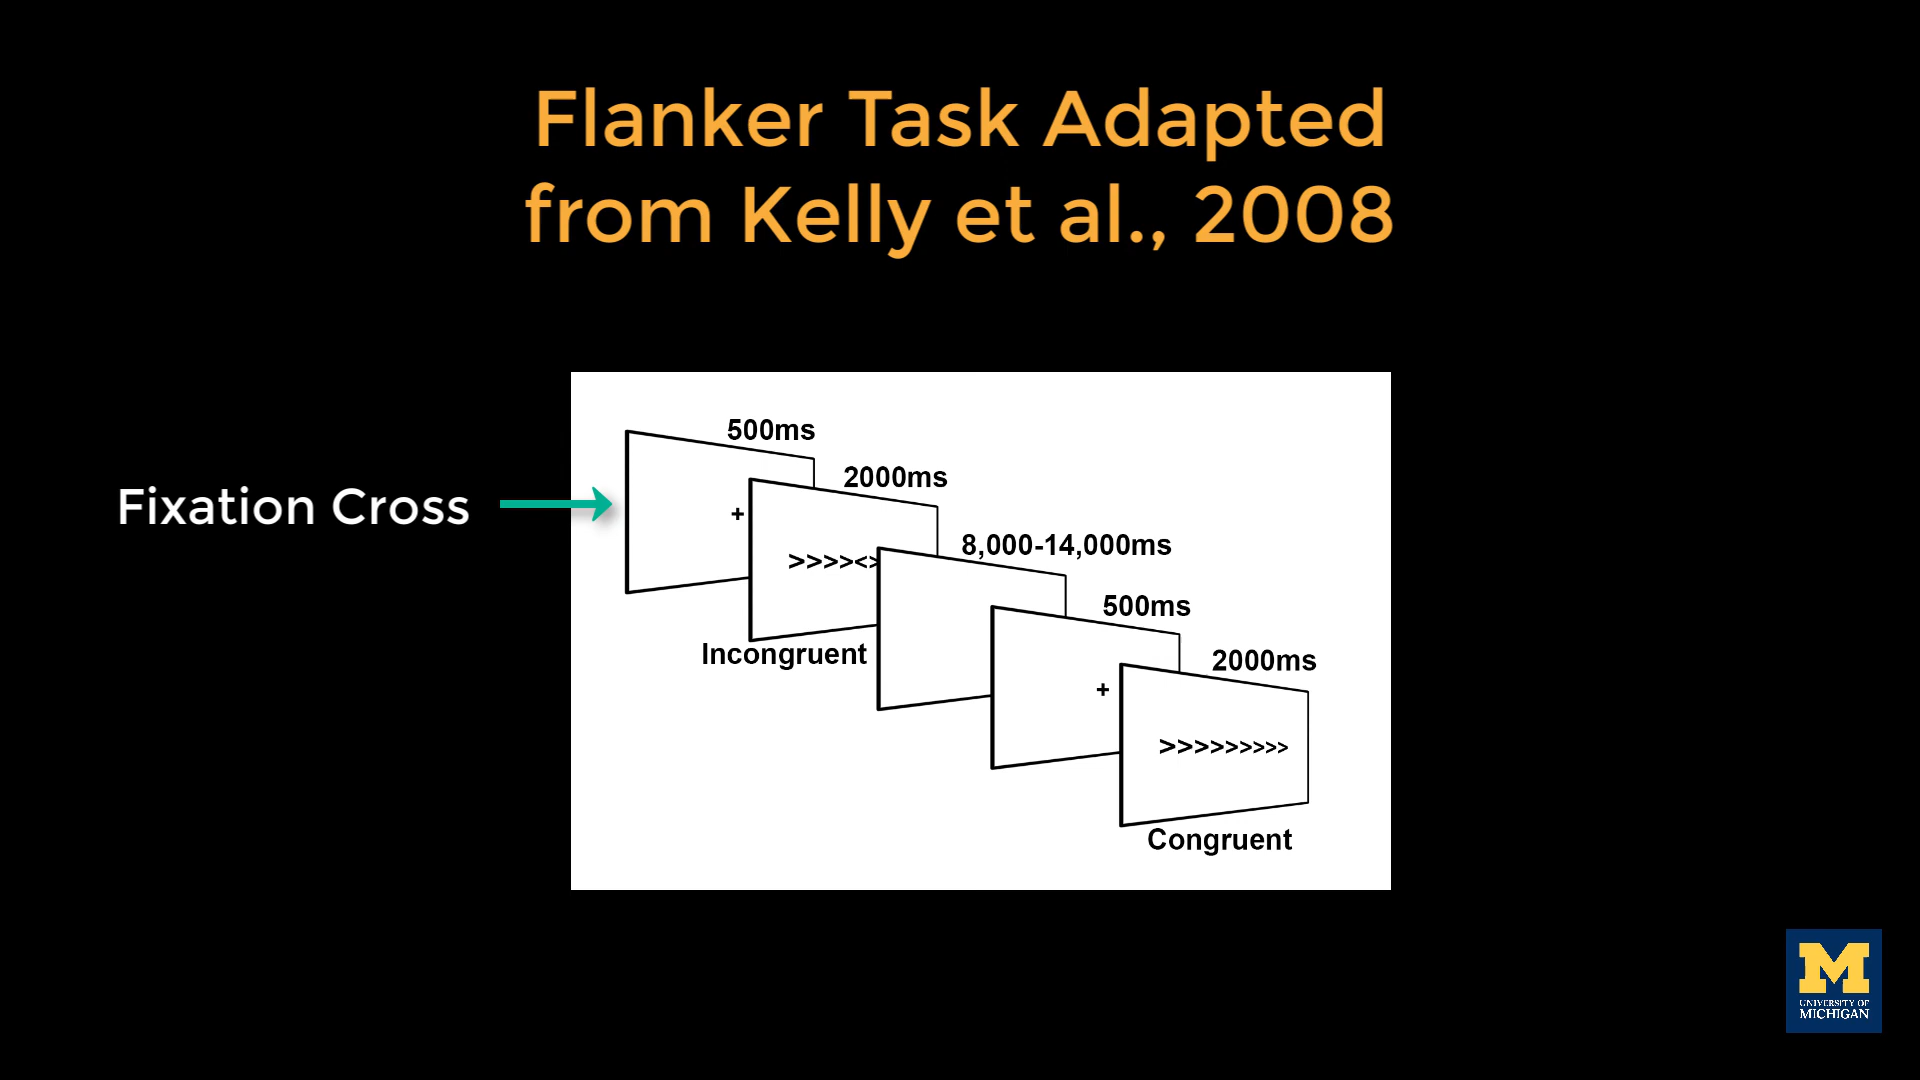 Flanker Task Adapted
from Kelly et al., 2008
Fixation Cross
500ms
+
2000ms
>>>><>
Incongruent
8,000-14,000ms
500ms
+
2000ms
>>>>>>>>>
Congruent
M
UNIVERSITY OF
MICHIGAN